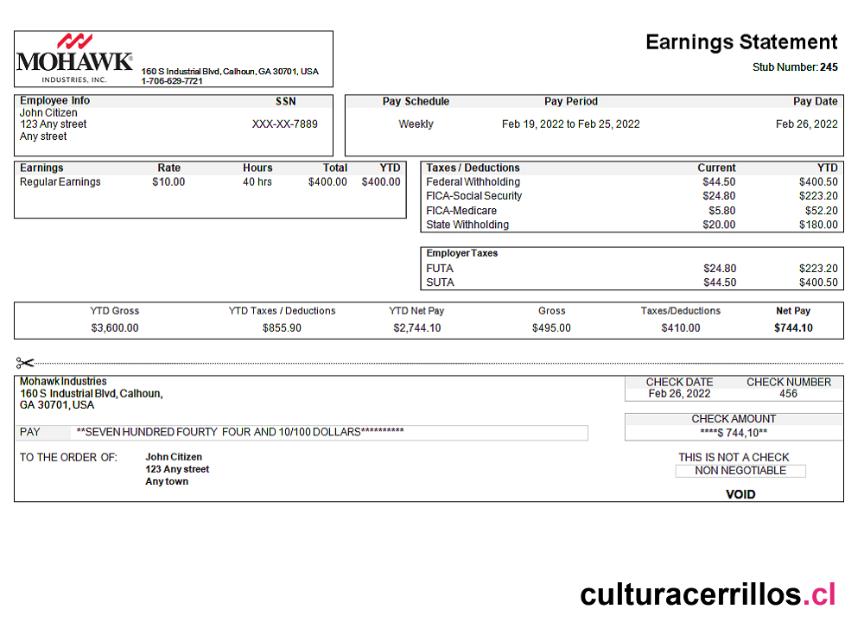 MOHAWK
INDUSTRIES, INC.
160 S Industrial Blvd, Calhoun, GA 30701, USA
1-706-629-7721
Earnings Statement
Stub Number: 245
Employee Info SSN
John Citizen
123 Any street XXX-XX-7889
Any street
Pay Schedule Pay Period Pay Date
Weekly Feb 19, 2022 to Feb 25, 2022 Feb 26, 2022
Earnings Rate Hours Total YTD
Regular Earnings $10.00 40 hrs $400.00 $400.00
Taxes / Deductions Current YTD
Federal Withholding $44.50 $400.50
FICA-Social Security $24.80 $223.20
FICA-Medicare $5.80 $52.20
State Withholding $20.00 $180.00
Employer Taxes
FUTA $24.80 $223.20
SUTA $44.50 $400.50
YTD Gross YTD Taxes / Deductions YTD Net Pay Gross Taxes/Deductions Net Pay
$3,600.00 $855.90 $2,744.10 $495.00 $410.00 $744.10
Mohawk Industries
160 S Industrial Blvd, Calhoun,
GA 30701, USA
CHECK DATE CHECK NUMBER
Feb 26, 2022 456
CHECK AMOUNT
****$ 744,10**
PAY **SEVEN HUNDRED FOURTY FOUR AND 10/100 DOLLARS**********
TO THE ORDER OF: John Citizen
123 Any street
Any town
THIS IS NOT A CHECK
NON NEGOTIABLE
VOID
culturacerrillos.cl